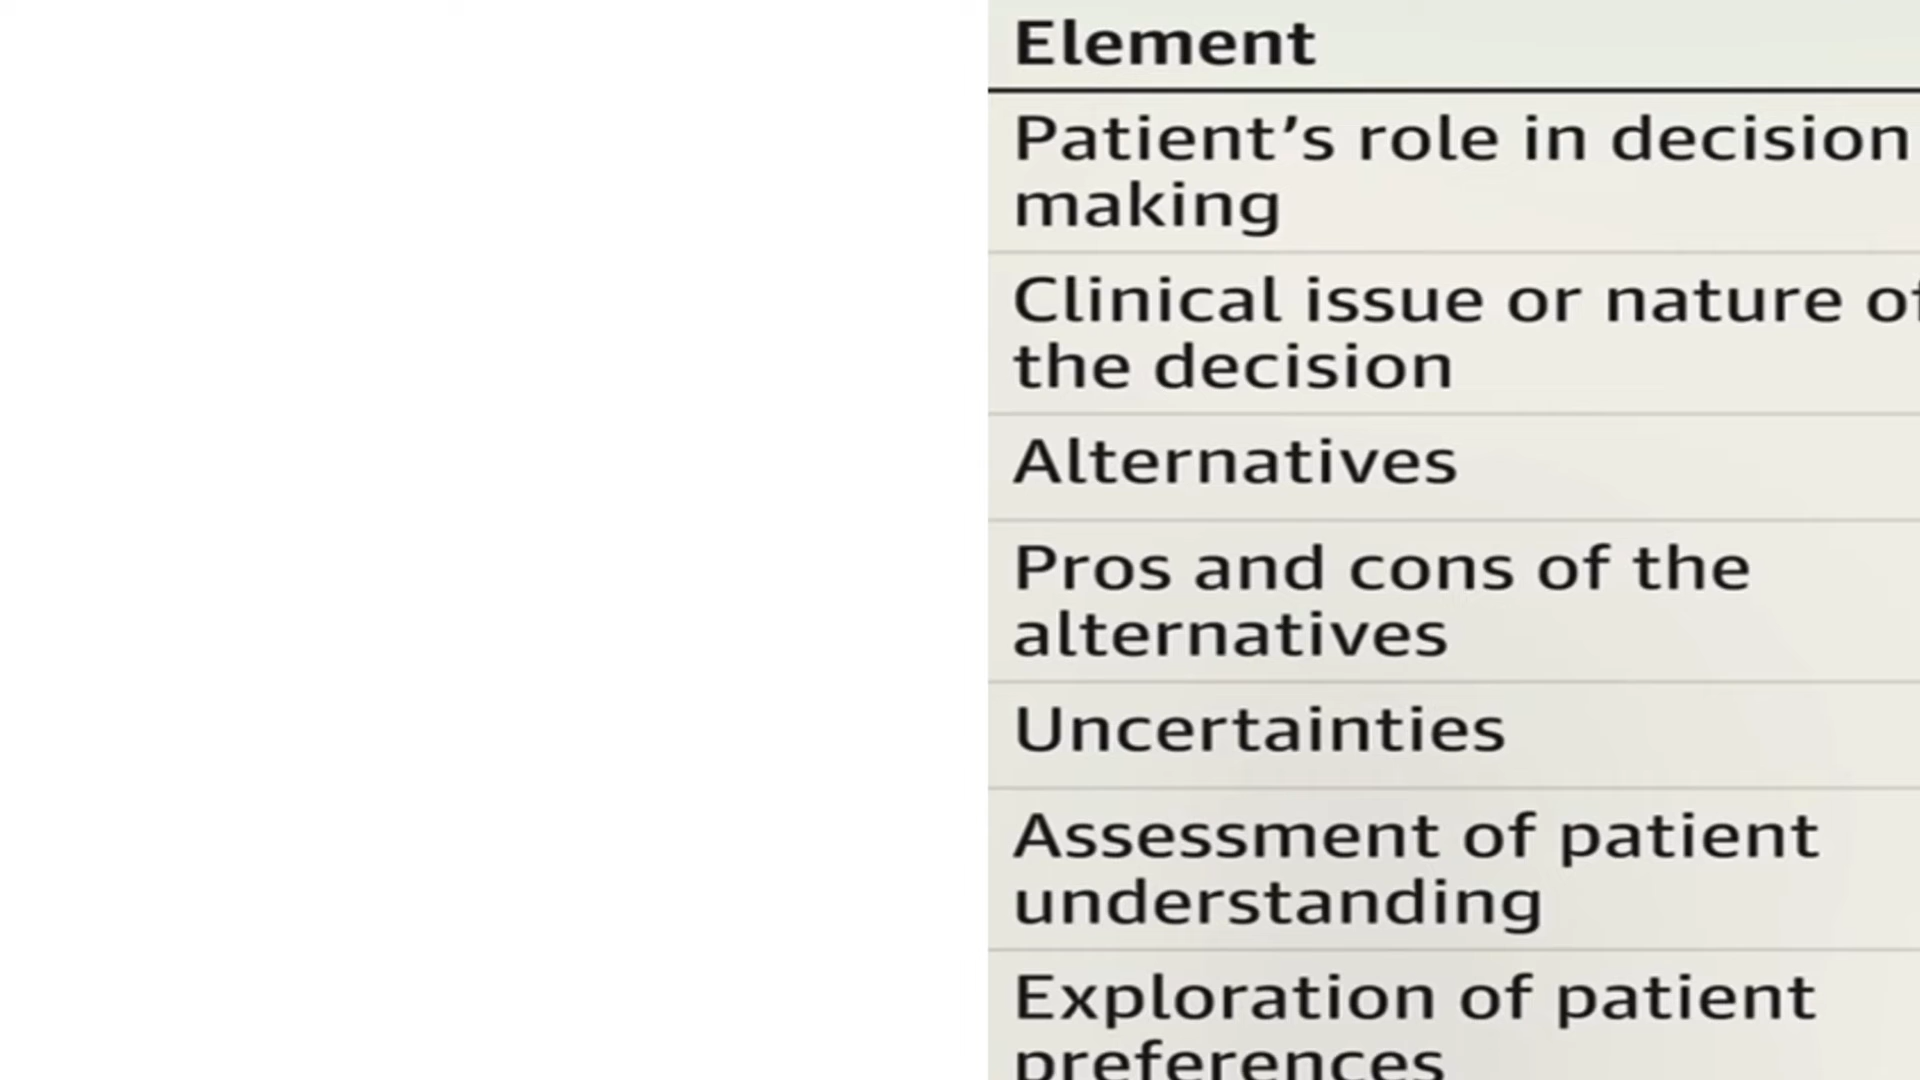 Element
Patient’s role in decision
making
Clinical issue or nature of
the decision
Alternatives
Pros and cons of the
alternatives
Uncertainties
Assessment of patient
understanding
Exploration of patient
preferences